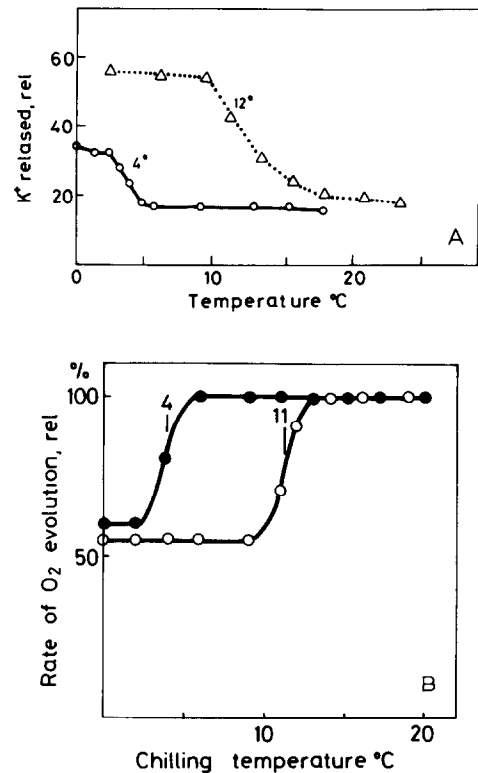 60
40
20
0
10
20
K⁺ relased, rel
12°
4°
A
Temperature °C
%
100
50
4
11
Rate of O₂ evolution, rel
B
10
20
Chilling temperature °C